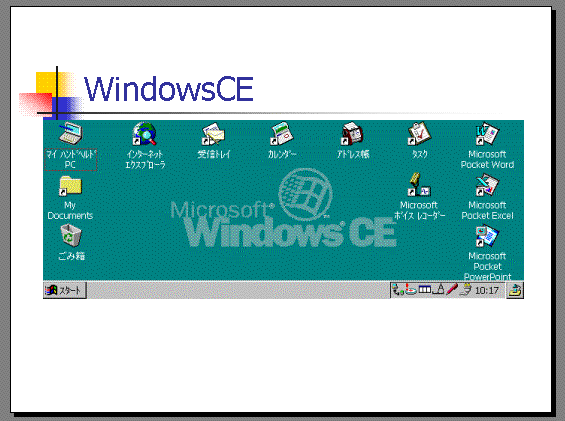 WindowsCE
マイ ハンドヘルド
PC
インターネット
エクスプローラ
受信トレイ
カレンダー
アドレス帳
タスク
Microsoft
Pocket Word
My
Documents
Microsoft
ボイス レコーダー
Microsoft
Pocket Excel
Microsoft®
Windows® CE
ごみ箱
Microsoft
Pocket
PowerPoint
スタート
10:17